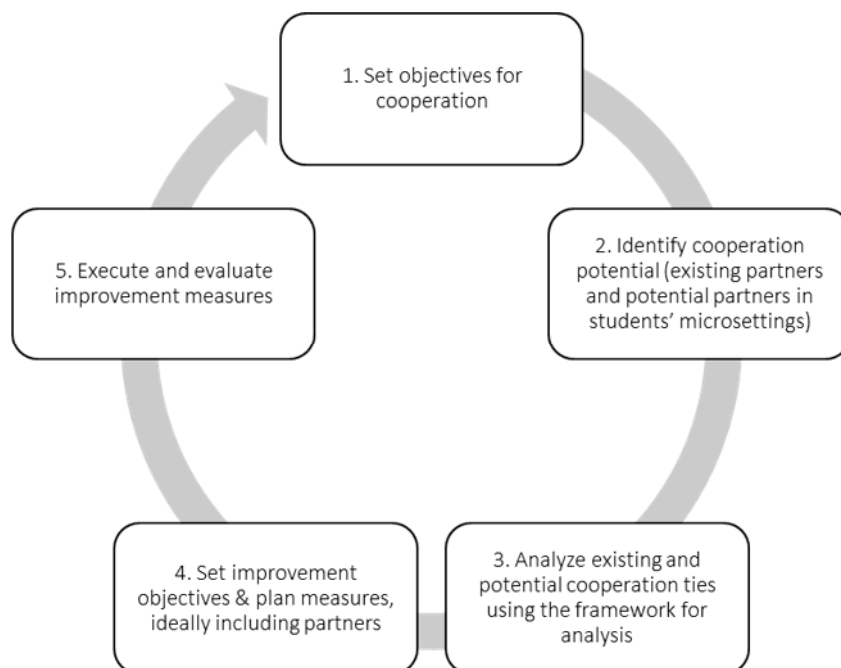 1. Set objectives for
cooperation
2. Identify cooperation
potential (existing partners
and potential partners in
students’ microsettings)
3. Analyze existing and
potential cooperation ties
using the framework for
analysis
4. Set improvement
objectives & plan measures,
ideally including partners
5. Execute and evaluate
improvement measures